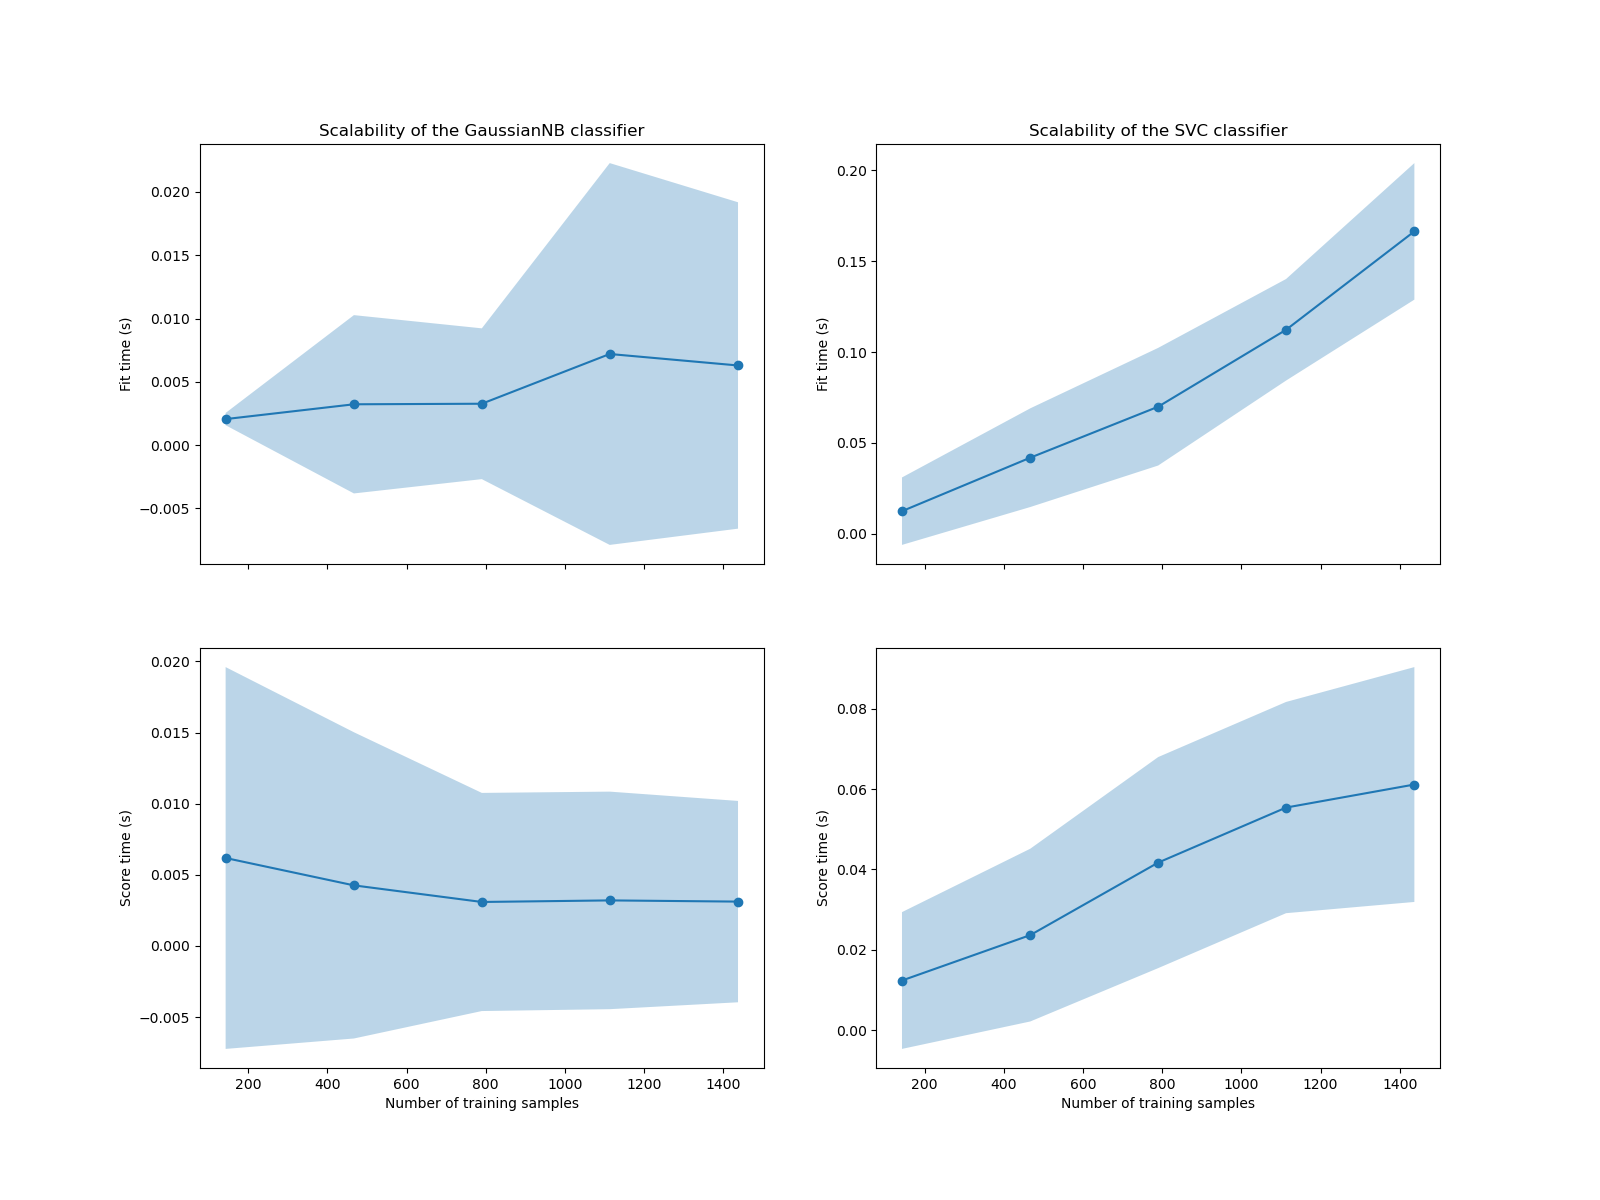 Scalability of the GaussianNB classifier
Scalability of the SVC classifier
0.020
0.015
0.010
0.005
0.000
−0.005
Fit time (s)
0.20
0.15
0.10
0.05
0.00
Fit time (s)
0.020
0.015
0.010
0.005
0.000
−0.005
Score time (s)
200 400 600 800 1000 1200 1400
Number of training samples
0.08
0.06
0.04
0.02
0.00
Score time (s)
200 400 600 800 1000 1200 1400
Number of training samples